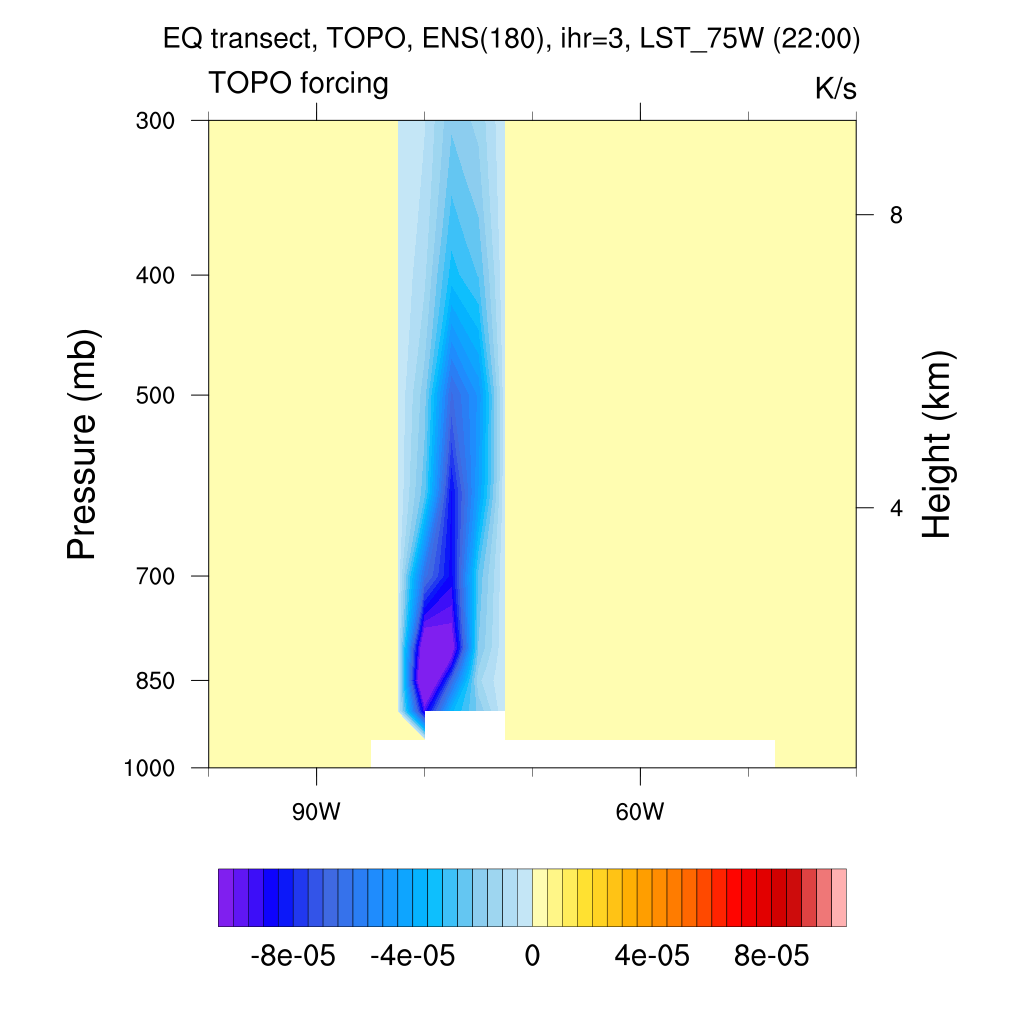 EQ transect, TOPO, ENS(180), ihr=3, LST_75W (22:00)
TOPO forcing
K/s
300
400
500
700
850
1000
Pressure (mb)
8
4
Height (km)
90W
60W
-8e-05
-4e-05
0
4e-05
8e-05